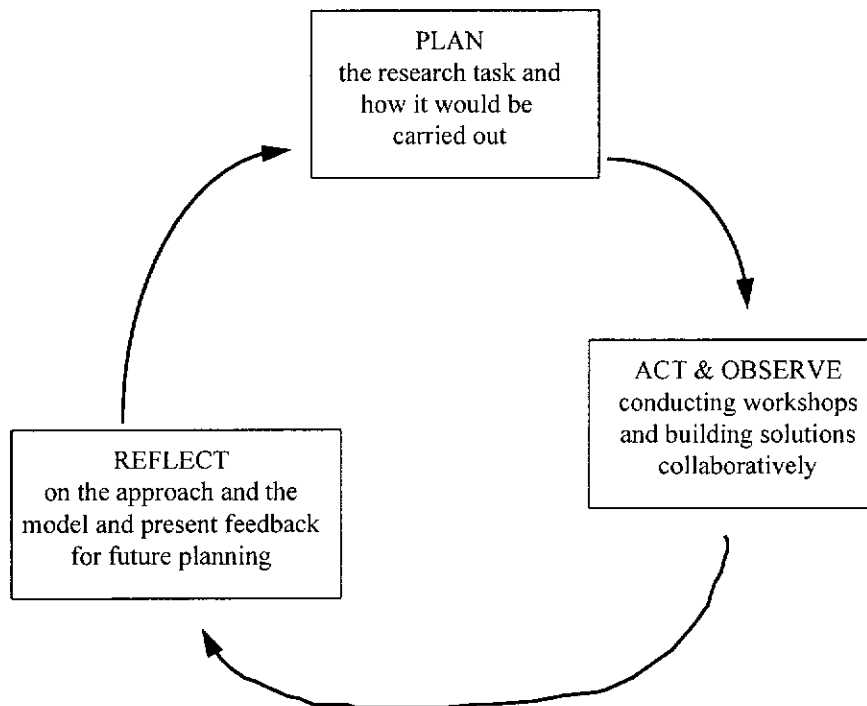 PLAN
the research task and
how it would be
carried out
ACT & OBSERVE
conducting workshops
and building solutions
collaboratively
REFLECT
on the approach and the
model and present feedback
for future planning